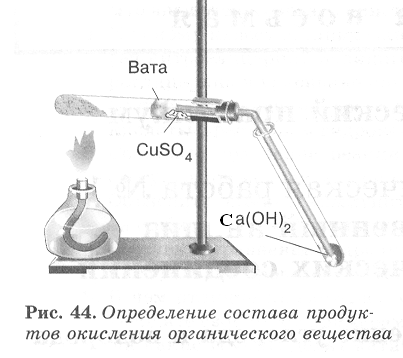 Вата
CuSO₄
Ca(OH)₂
Рис. 44. Определение состава продук-
тов окисления органического вещества